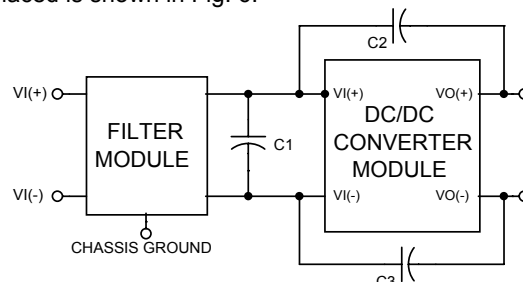 placed is shown in Fig.
C2
VI(+)
VI(+)
VO(+)
FILTER
MODULE
C1
DC/DC
CONVERTER
MODULE
VI(-)
VI(-)
VO(-)
CHASSIS GROUND
C3